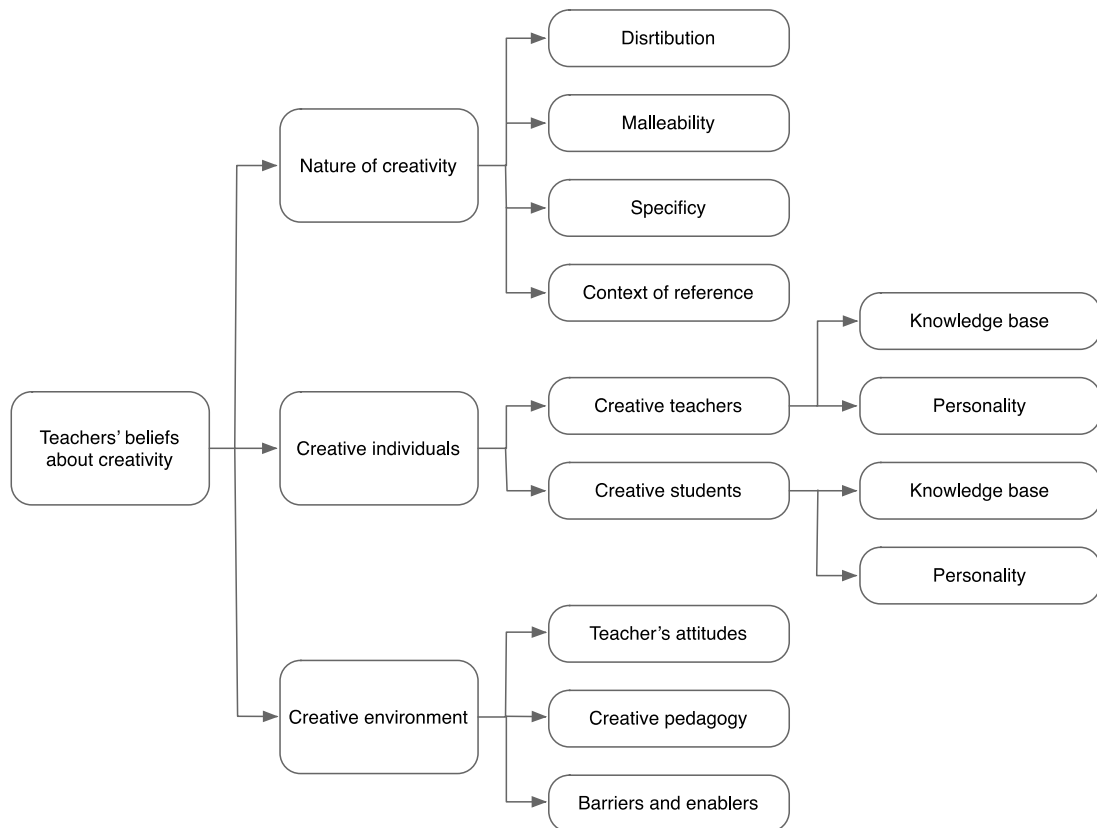 Disrtibution
Malleability
Nature of creativity
Specificy
Context of reference
Knowledge base
Creative teachers
Personality
Teachers’ beliefs
about creativity
Creative individuals
Creative students
Knowledge base
Personality
Teacher’s attitudes
Creative environment
Creative pedagogy
Barriers and enablers